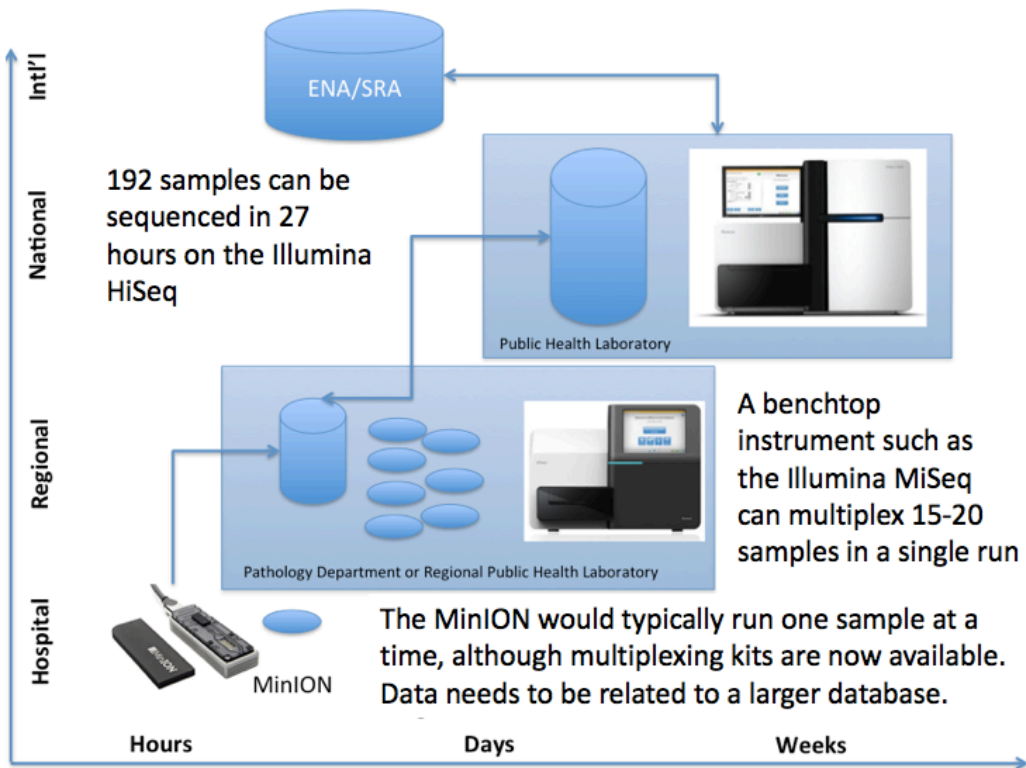 Intl'l
ENA/SRA
192 samples can be
sequenced in 27
hours on the Illumina
HiSeq
National
Public Health Laboratory
Regional
A benchtop
instrument such as
the Illumina MiSeq
can multiplex 15-20
samples in a single run
Pathology Department or Regional Public Health Laboratory
Hospital
MinION
MinION
The MinION would typically run one sample at a
time, although multiplexing kits are now available.
Data needs to be related to a larger database.
Hours
Days
Weeks